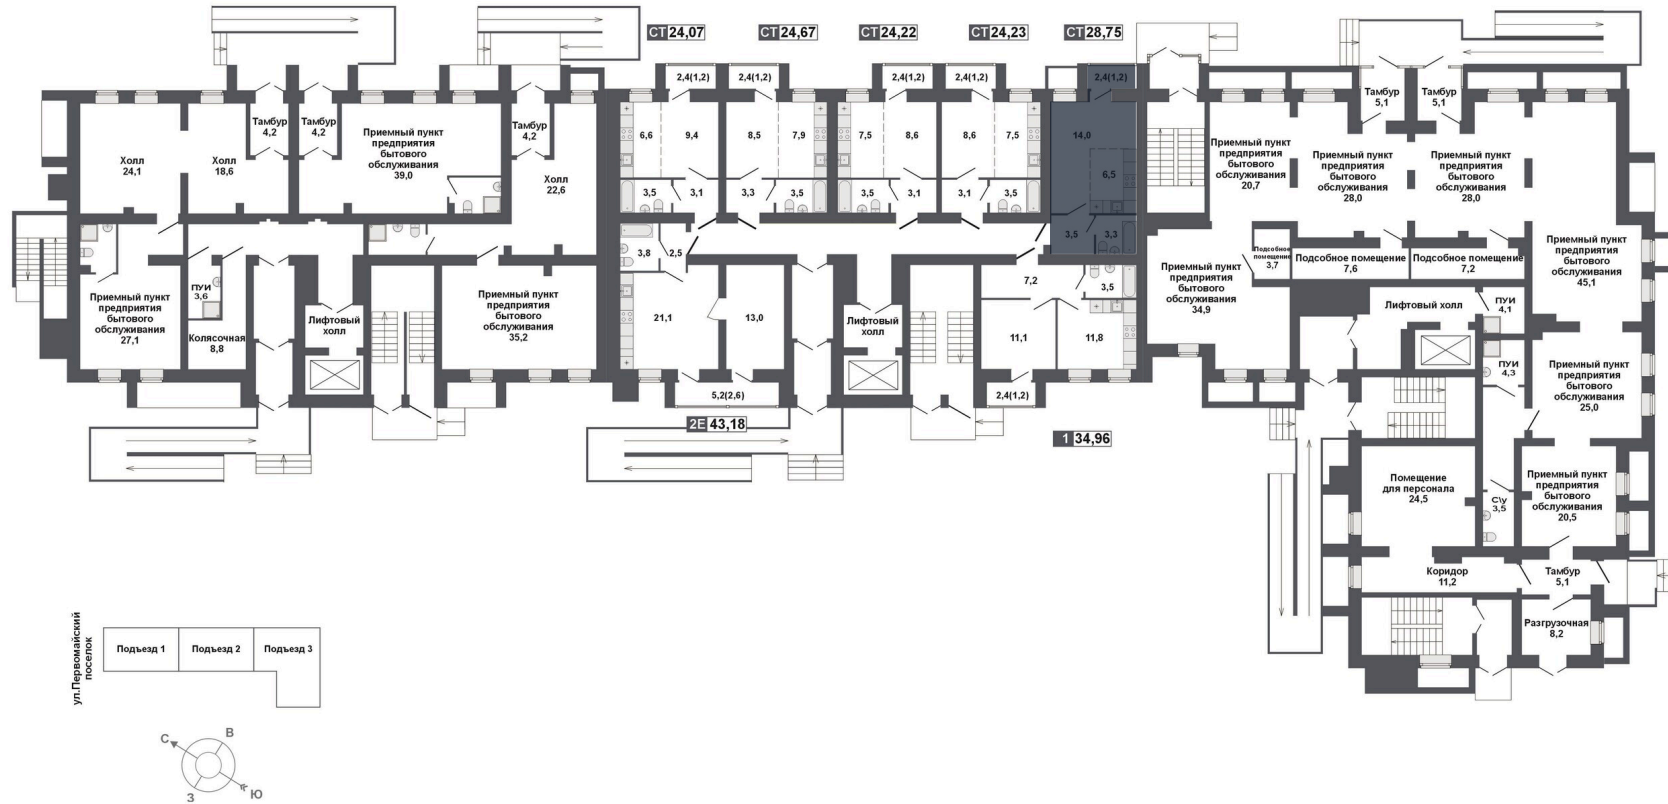 СТ 24,07
СТ 24,67
СТ 24,22
СТ 24,23
СТ 28,75
2,4(1,2)
2,4(1,2)
2,4(1,2)
2,4(1,2)
2,4(1,2)
Тамбур
4,2
Тамбур
4,2
Приемный пункт
предприятия
бытового
обслуживания
39,0
Тамбур
4,2
Холл
24,1
Холл
18,6
Холл
22,6
6,6
9,4
8,5
7,9
7,5
8,6
8,6
7,5
14,0
6,5
3,5
3,1
3,3
3,5
3,5
3,1
3,1
3,5
3,5
3,3
Тамбур
5,1
Тамбур
5,1
Приемный пункт
предприятия
бытового
обслуживания
20,7
Приемный пункт
предприятия
бытового
обслуживания
28,0
Приемный пункт
предприятия
бытового
обслуживания
28,0
Приемный пункт
предприятия
бытового
обслуживания
27,1
ПУИ
3,6
Колясочная
8,8
Лифтовый
холл
Приемный пункт
предприятия
бытового
обслуживания
35,2
3,8
2,5
21,1
13,0
5,2(2,6)
2Е 43,18
Лифтовый
холл
7,2
3,5
11,1
11,8
2,4(1,2)
1 34,96
Приемный пункт
предприятия
бытового
обслуживания
34,9
Подсобное
помещение
3,7
Подсобное помещение
7,6
Подсобное помещение
7,2
Приемный пункт
предприятия
бытового
обслуживания
45,1
Лифтовый холл
ПУИ
4,1
ПУИ
4,3
Приемный пункт
предприятия
бытового
обслуживания
25,0
Помещение
для персонала
24,5
С\у
3,5
Приемный пункт
предприятия
бытового
обслуживания
20,5
Коридор
11,2
Тамбур
5,1
Разгрузочная
8,2
ул.Первомайский
поселок
Подъезд 1
Подъезд 2
Подъезд 3
С
В
З
Ю